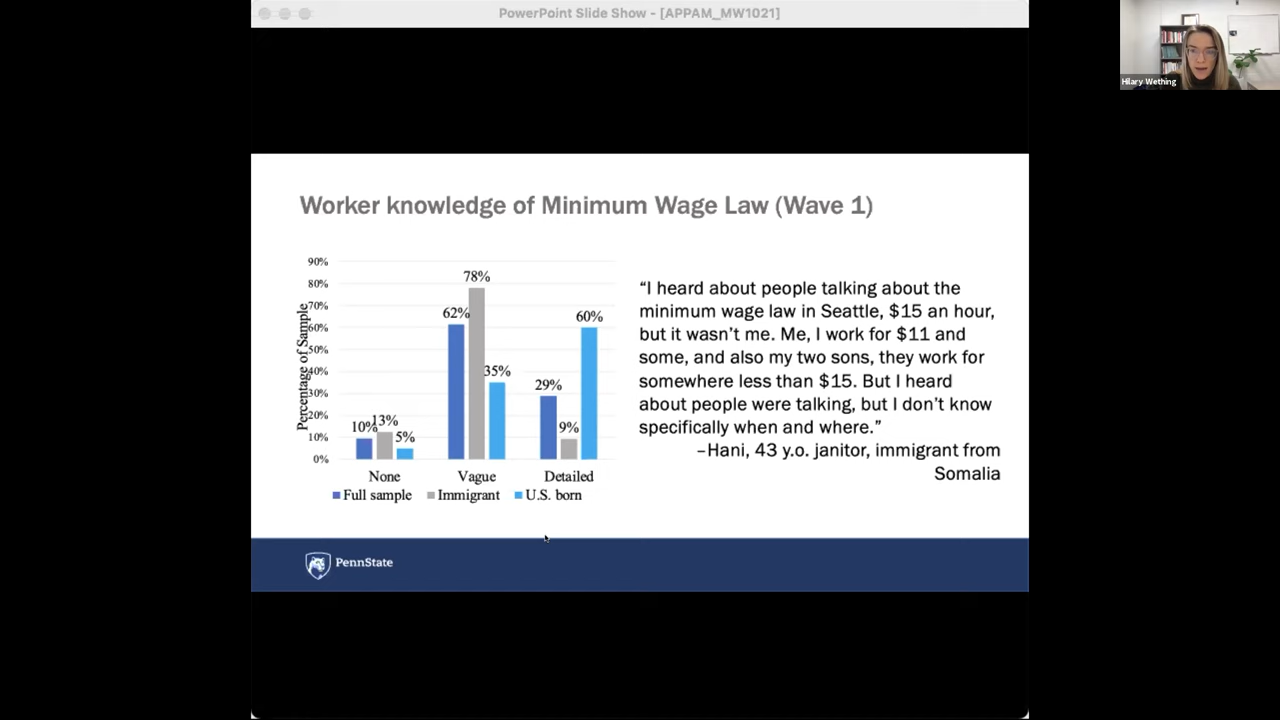 PowerPoint Slide Show - [APPAM_MW1021]
Hilary Wething
Worker knowledge of Minimum Wage Law (Wave 1)
Percentage of Sample
90%
80%
70%
60%
50%
40%
30%
20%
10%
0%
10%
13%
5%
62%
78%
35%
29%
9%
60%
None
Vague
Detailed
Full sample
Immigrant
U.S. born
“I heard about people talking about the
minimum wage law in Seattle, $15 an hour,
but it wasn’t me. Me, I work for $11 and
some, and also my two sons, they work for
somewhere less than $15. But I heard
about people were talking, but I don’t know
specifically when and where.”
–Hani, 43 y.o. janitor, immigrant from
Somalia
PennState